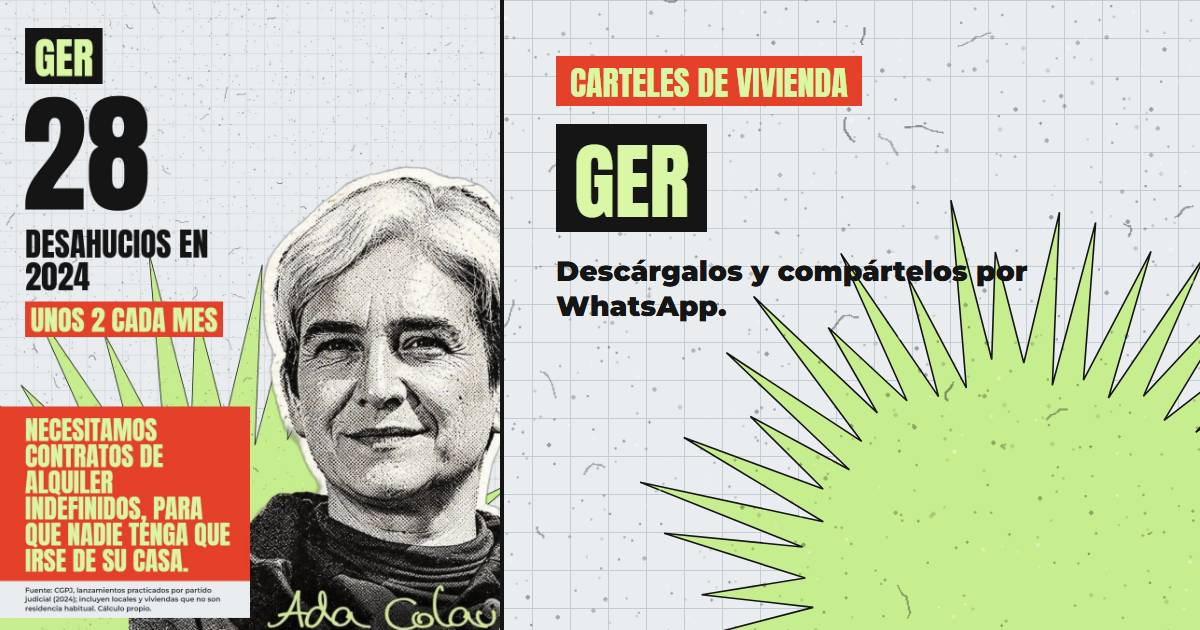 GER
28
DESAHUCIOS EN
2024
UNOS 2 CADA MES
NECESITAMOS
CONTRATOS DE
ALQUILER
INDEFINIDOS, PARA
QUE NADIE TENGA QUE
IRSE DE SU CASA.
Fuente: CGPJ, lanzamientos practicados por partido
judicial (2024); incluyen locales y viviendas que no son
residencia habitual. Cálculo propio.
Ada Colau
CARTELES DE VIVIENDA
GER
Descárgalos y compártelos por
WhatsApp.